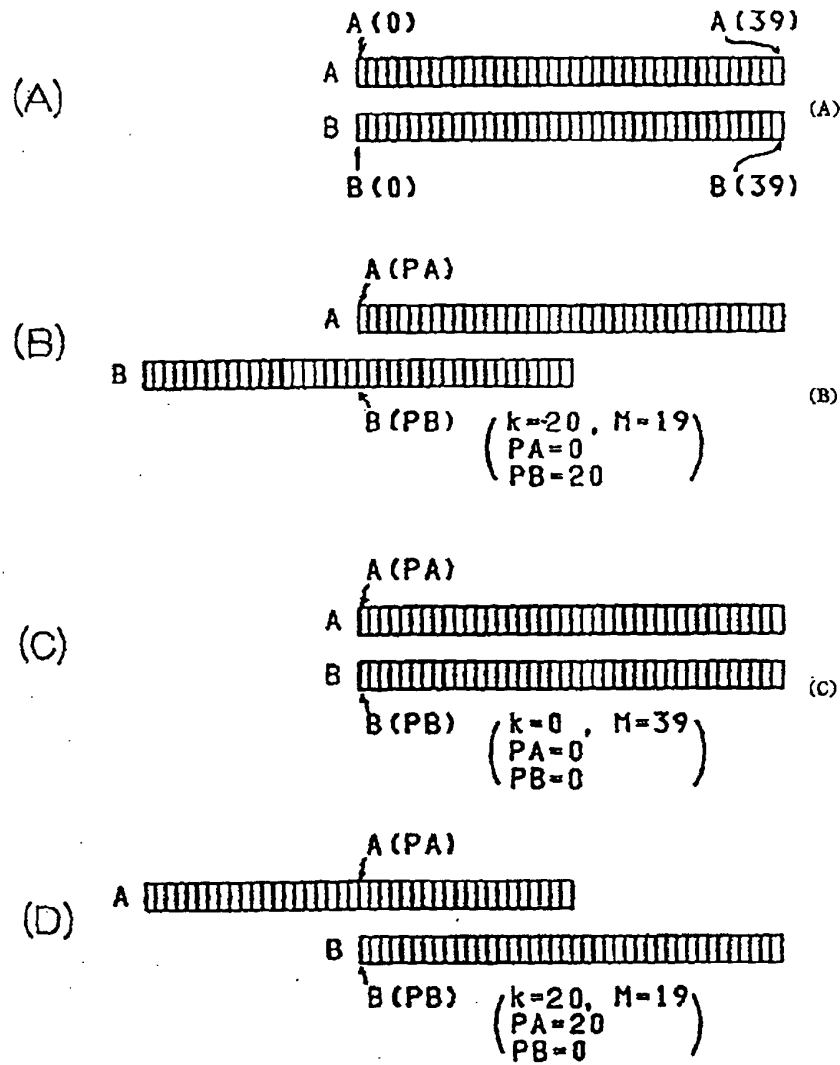 A(0) A(39)
(A) A (A)
B
B(0) B(39)
A(PA)
(B) A
B (B)
B(PB) (k=-20, M=19
PA=0
PB=20)
A(PA)
(C) A
B (C)
B(PB) (k=0, M=39
PA=0
PB=0)
A(PA)
(D) A
B
B(PB) (k=20, M=19
PA=20
PB=0)